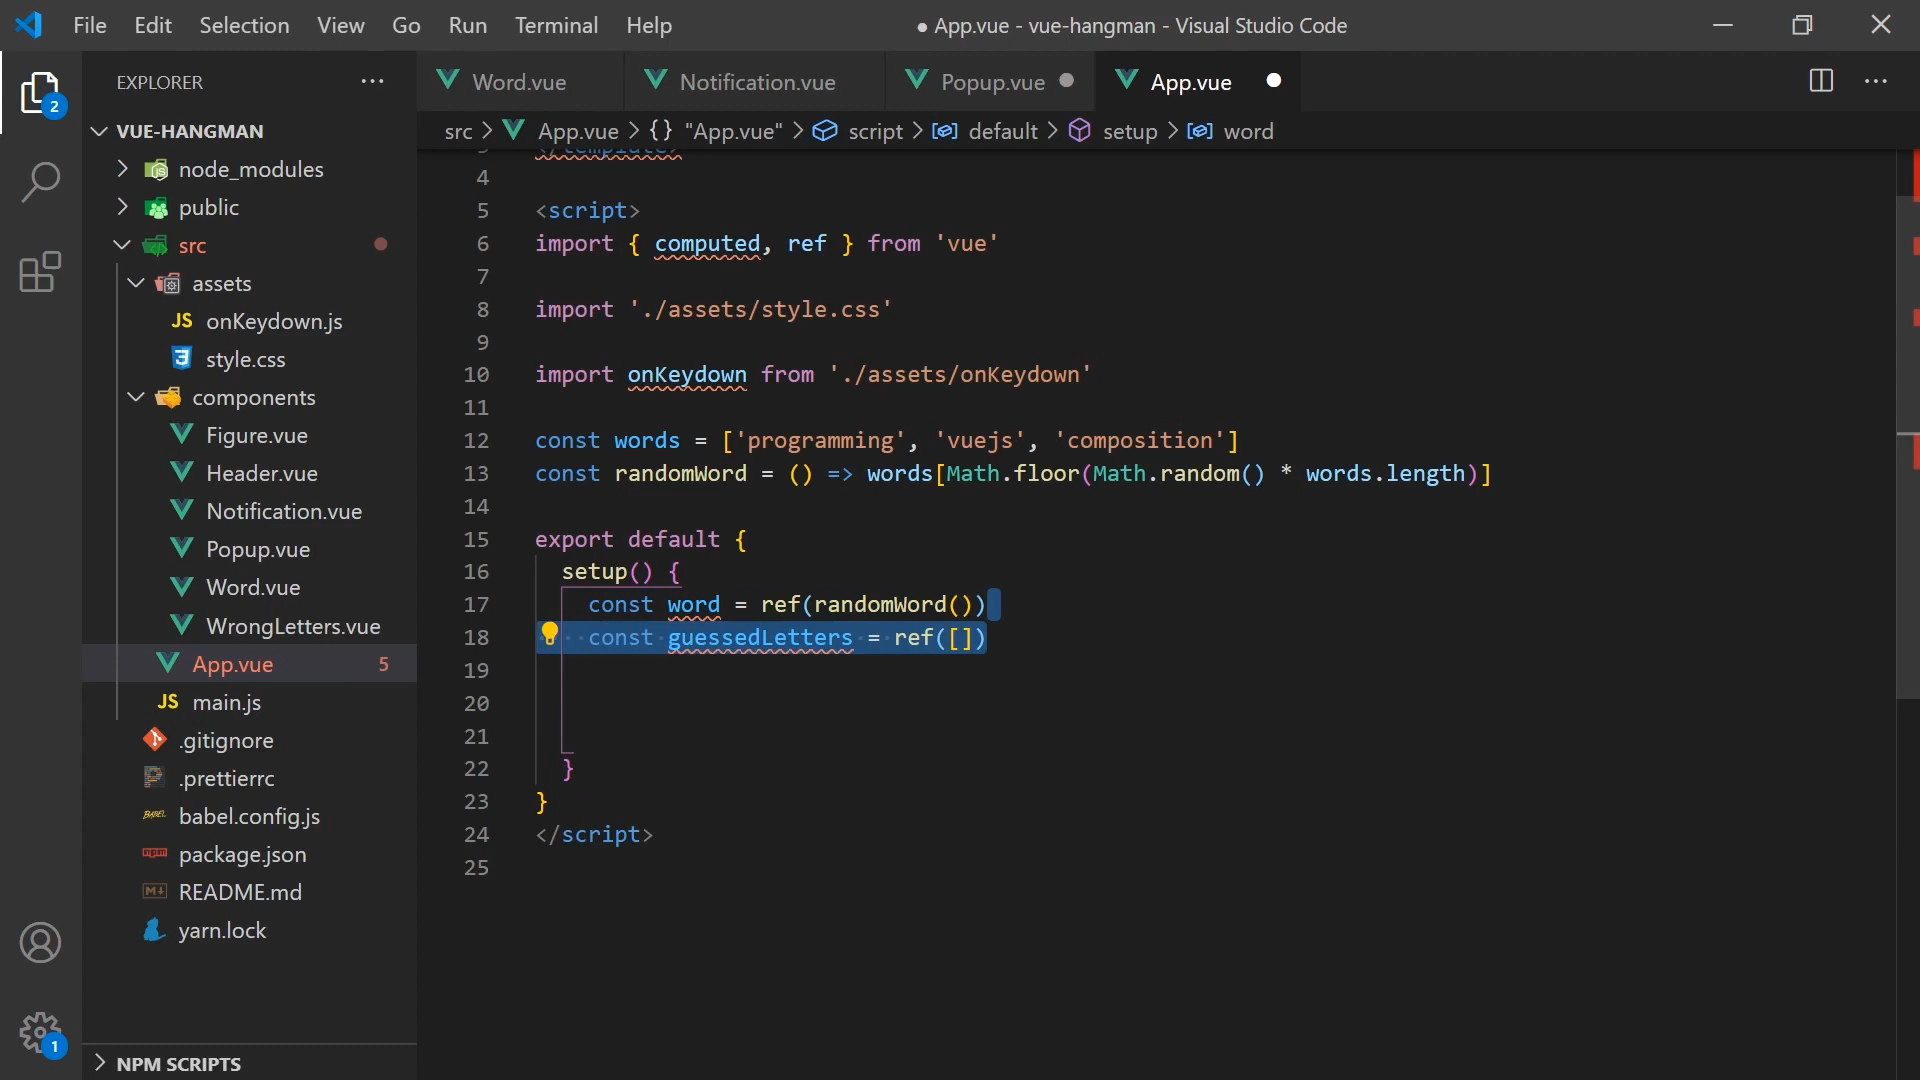 File Edit Selection View Go Run Terminal Help
● App.vue - vue-hangman - Visual Studio Code
2
EXPLORER
VUE-HANGMAN
node_modules
public
src
assets
JS onKeydown.js
style.css
components
Figure.vue
Header.vue
Notification.vue
Popup.vue
Word.vue
WrongLetters.vue
App.vue 5
JS main.js
.gitignore
.prettierrc
BABEL babel.config.js
package.json
M↓ README.md
yarn.lock
NPM SCRIPTS
1
Word.vue Notification.vue Popup.vue App.vue
src > App.vue > {} "App.vue" > script > default > setup > word
3 </template>
4
5 <script>
6 import { computed, ref } from 'vue'
7
8 import './assets/style.css'
9
10 import onKeydown from './assets/onKeydown'
11
12 const words = ['programming', 'vuejs', 'composition']
13 const randomWord = () => words[Math.floor(Math.random() * words.length)]
14
15 export default {
16 setup() {
17 const word = ref(randomWord())
18 const guessedLetters = ref([])
19
20
21
22 }
23 }
24 </script>
25